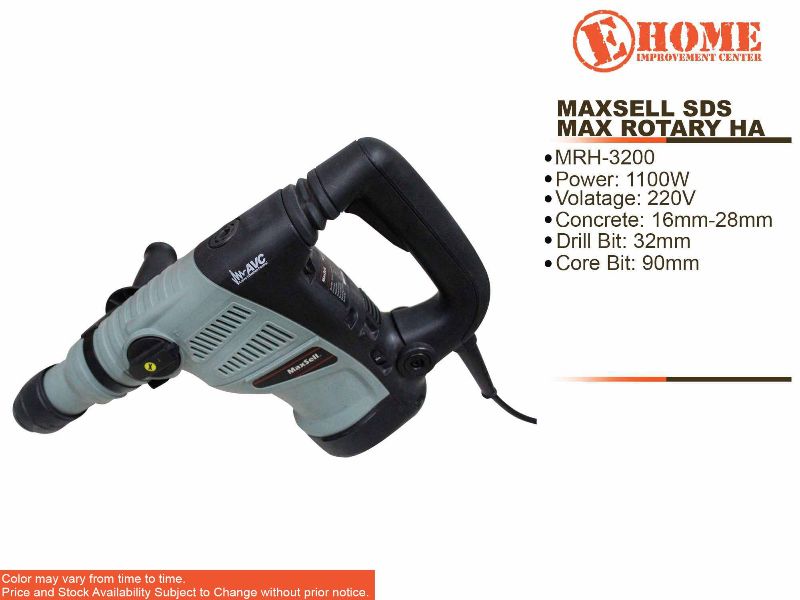 E HOME
IMPROVEMENT CENTER
MAXSELL SDS
MAX ROTARY HA
•MRH-3200
•Power: 1100W
•Volatage: 220V
•Concrete: 16mm-28mm
•Drill Bit: 32mm
•Core Bit: 90mm
AVC
MaxSell
Color may vary from time to time.
Price and Stock Availability Subject to Change without prior notice.